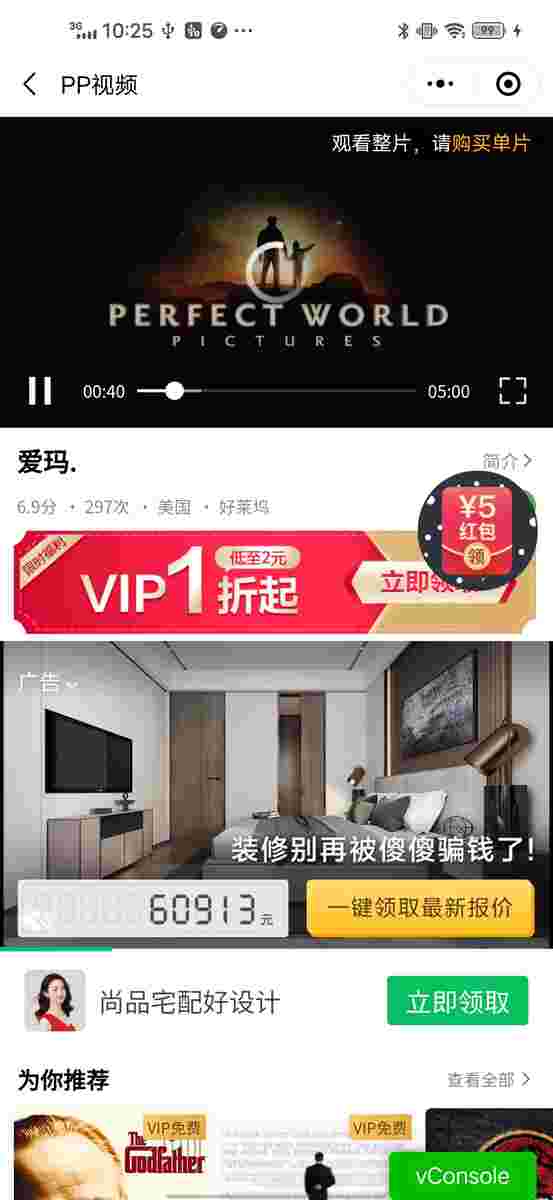 3G 10:25 99
PP视频
观看整片，请购买单片
PERFECT WORLD
PICTURES
00:40
05:00
爱玛.
简介
6.9分 · 297次 · 美国 · 好莱坞
¥5
红包
领
限时福利
VIP1折起
低至2元
立即领取
广告
装修别再被傻傻骗钱了!
60913元
一键领取最新报价
尚品宅配好设计
立即领取
为你推荐
查看全部
VIP免费
The
Godfather
VIP免费
vConsole